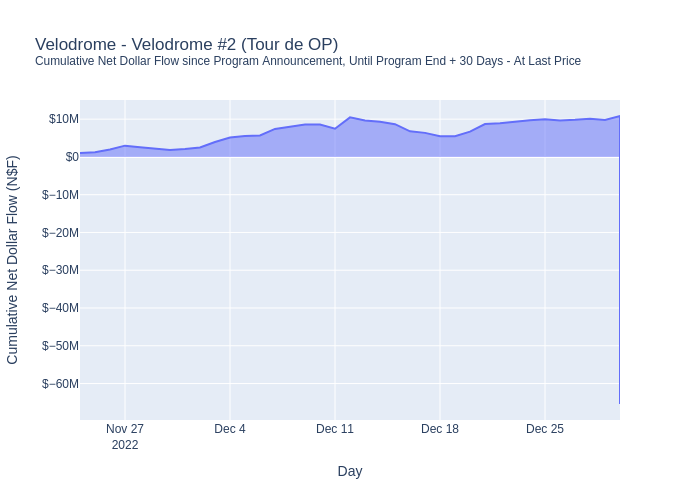 Velodrome - Velodrome #2 (Tour de OP)
Cumulative Net Dollar Flow since Program Announcement, Until Program End + 30 Days - At Last Price
Cumulative Net Dollar Flow (N$F)
$10M
$0
$−10M
$−20M
$−30M
$−40M
$−50M
$−60M
Nov 27
2022
Dec 4
Dec 11
Dec 18
Dec 25
Day